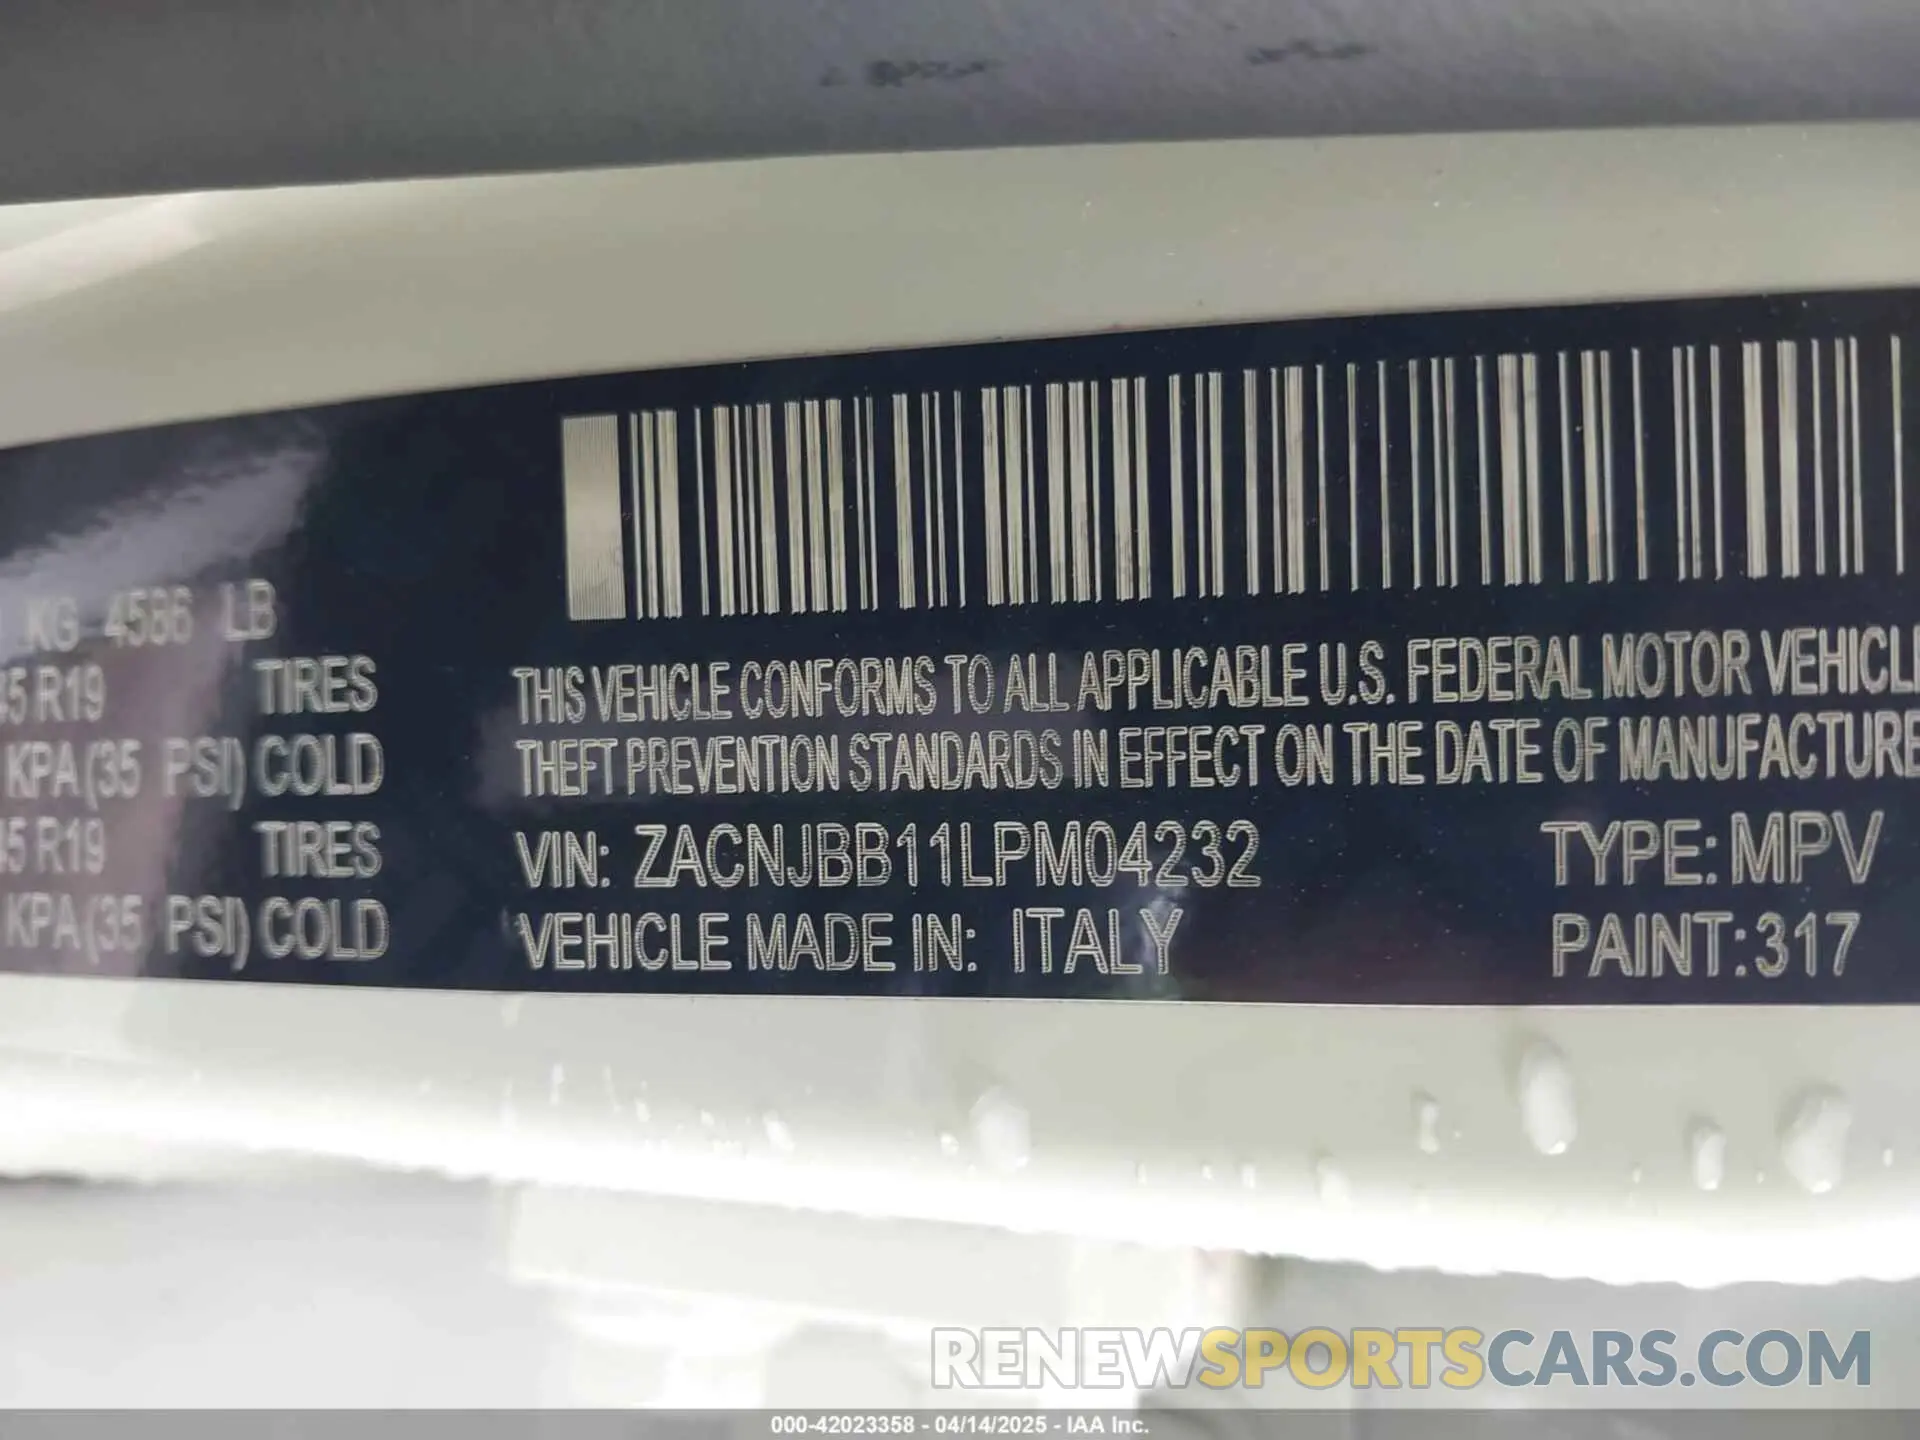 KG 4586 LB
45 R19 TIRES
KPA (35 PSI) COLD
45 R19 TIRES
KPA (35 PSI) COLD
THIS VEHICLE CONFORMS TO ALL APPLICABLE U.S. FEDERAL MOTOR VEHICLE
THEFT PREVENTION STANDARDS IN EFFECT ON THE DATE OF MANUFACTURE
VIN: ZACNJBB11LPM04232 TYPE: MPV
VEHICLE MADE IN: ITALY PAINT: 317
RENEWSPORTSCARS.COM
000-42023358 - 04/14/2025 - IAA Inc.